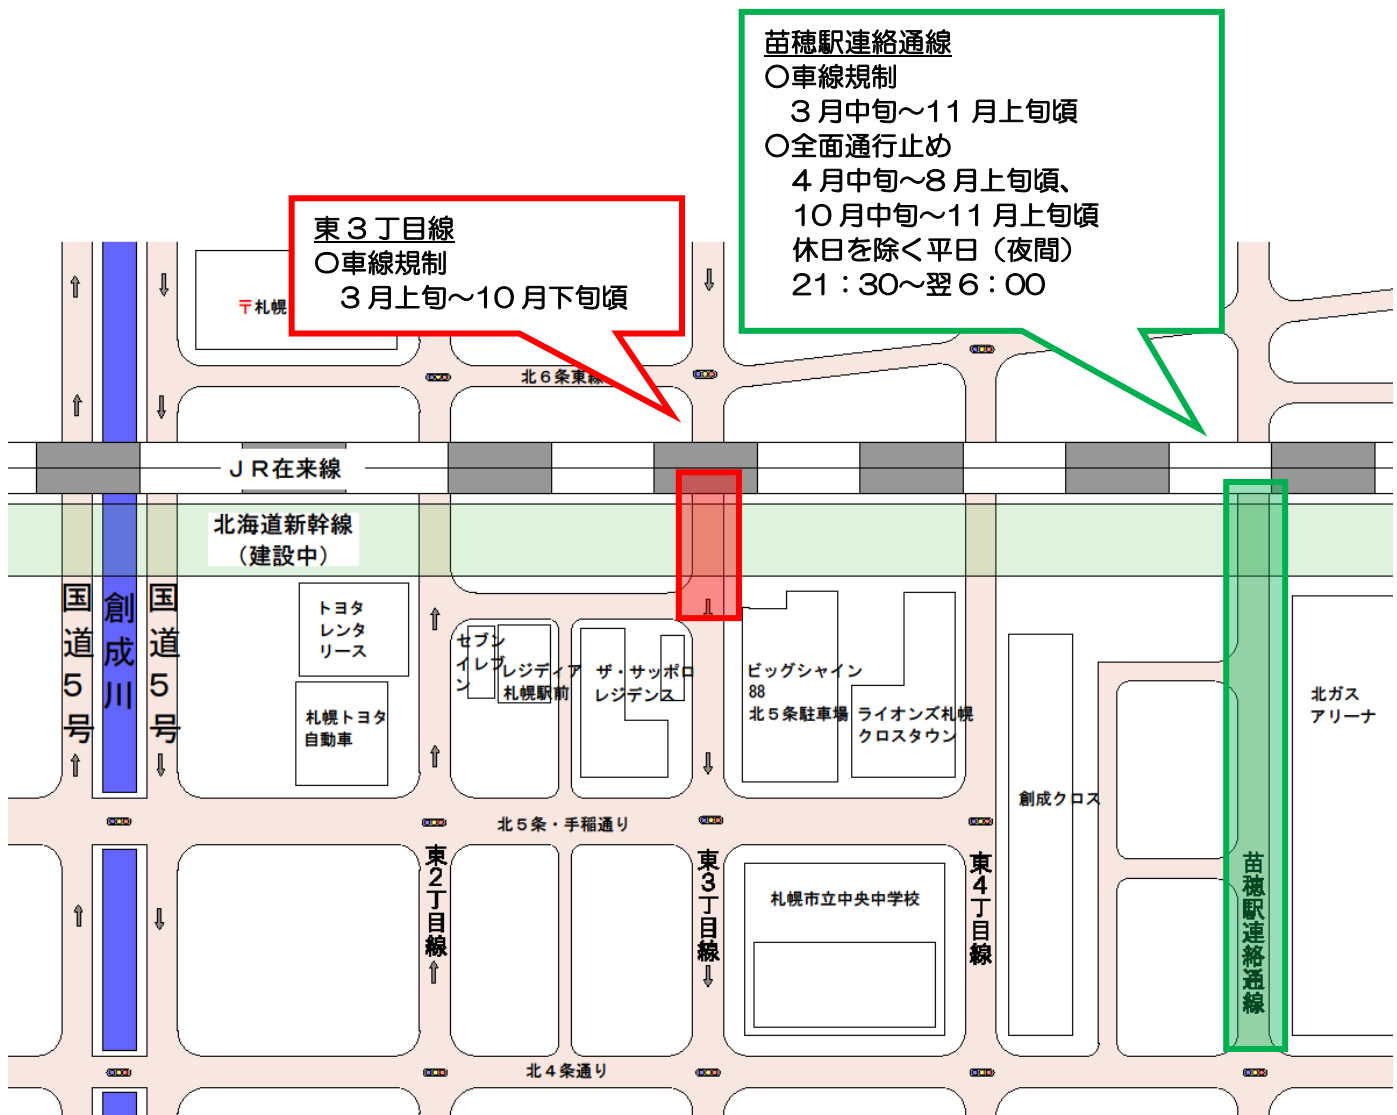 苗穂駅連絡通線
○車線規制
３月中旬～11月上旬頃
○全面通行止め
４月中旬～８月上旬頃、
10月中旬～11月上旬頃
休日を除く平日（夜間）
21：30～翌６：00
東３丁目線
○車線規制
３月上旬～10月下旬頃
〒札幌
北６条東線
ＪＲ在来線
北海道新幹線
（建設中）
国道５号
創成川
国道５号
トヨタ
レンタ
リース
札幌トヨタ
自動車
セブン
イレブ
ン
レジディア
札幌駅前
ザ・サッポロ
レジデンス
ビッグシャイン
88
北５条駐車場
ライオンズ札幌
クロスタウン
創成クロス
北ガス
アリーナ
北５条・手稲通り
東２丁目線
東３丁目線
東４丁目線
苗穂駅連絡通線
札幌市立中央中学校
北４条通り